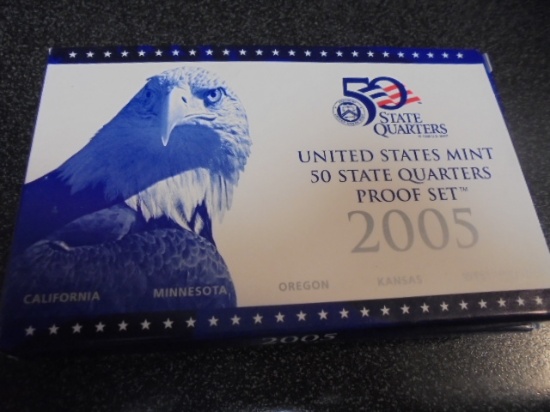 50
STATE
QUARTERS
UNITED STATES MINT
50 STATE QUARTERS
PROOF SET™
2005
CALIFORNIA MINNESOTA OREGON KANSAS
2005